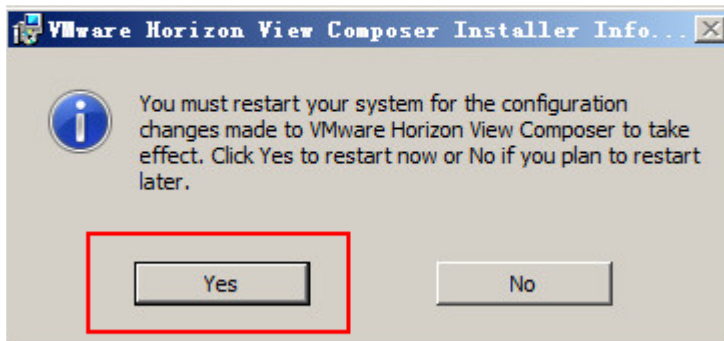 VMware Horizon View Composer Installer Info...
You must restart your system for the configuration
changes made to VMware Horizon View Composer to take
effect. Click Yes to restart now or No if you plan to restart
later.
Yes
No